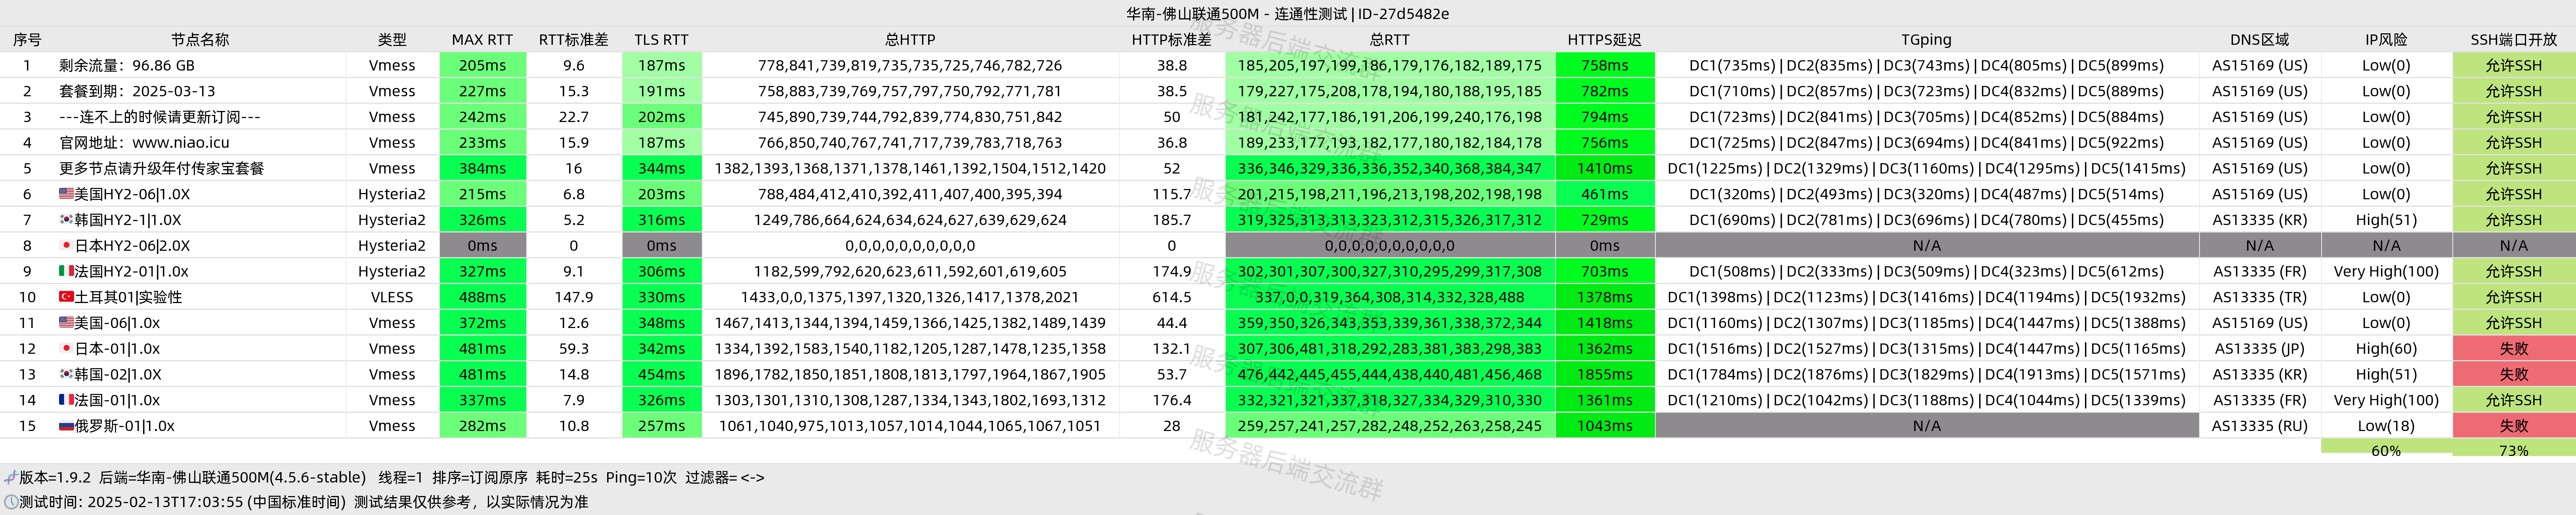 华南-佛山联通500M - 连通性测试 | ID-27d5482e
序号 节点名称 类型 MAX RTT RTT标准差 TLS RTT 总HTTP HTTP标准差 总RTT HTTPS延迟 TGping DNS区域 IP风险 SSH端口开放
1 剩余流量：96.86 GB Vmess 205ms 9.6 187ms 778,841,739,819,735,735,725,746,782,726 38.8 185,205,197,199,186,179,176,182,189,175 758ms DC1(735ms) | DC2(835ms) | DC3(743ms) | DC4(805ms) | DC5(899ms) AS15169 (US) Low(0) 允许SSH
2 套餐到期：2025-03-13 Vmess 227ms 15.3 191ms 758,883,739,769,757,797,750,792,771,781 38.5 179,227,175,208,178,194,180,188,195,185 782ms DC1(710ms) | DC2(857ms) | DC3(723ms) | DC4(832ms) | DC5(889ms) AS15169 (US) Low(0) 允许SSH
3 ---连不上的时候请更新订阅--- Vmess 242ms 22.7 202ms 745,890,739,744,792,839,774,830,751,842 50 181,242,177,186,191,206,199,240,176,198 794ms DC1(723ms) | DC2(841ms) | DC3(705ms) | DC4(852ms) | DC5(884ms) AS15169 (US) Low(0) 允许SSH
4 官网地址：www.niao.icu Vmess 233ms 15.9 187ms 766,850,740,767,741,717,739,783,718,763 36.8 189,233,177,193,182,177,180,182,184,178 756ms DC1(725ms) | DC2(847ms) | DC3(694ms) | DC4(841ms) | DC5(922ms) AS15169 (US) Low(0) 允许SSH
5 更多节点请升级年付传家宝套餐 Vmess 384ms 16 344ms 1382,1393,1368,1371,1378,1461,1392,1504,1512,1420 52 336,346,329,336,336,352,340,368,384,347 1410ms DC1(1225ms) | DC2(1329ms) | DC3(1160ms) | DC4(1295ms) | DC5(1415ms) AS15169 (US) Low(0) 允许SSH
6 美国HY2-06|1.0X Hysteria2 215ms 6.8 203ms 788,484,412,410,392,411,407,400,395,394 115.7 201,215,198,211,196,213,198,202,198,198 461ms DC1(320ms) | DC2(493ms) | DC3(320ms) | DC4(487ms) | DC5(514ms) AS15169 (US) Low(0) 允许SSH
7 韩国HY2-1|1.0X Hysteria2 326ms 5.2 316ms 1249,786,664,624,634,624,627,639,629,624 185.7 319,325,313,313,323,312,315,326,317,312 729ms DC1(690ms) | DC2(781ms) | DC3(696ms) | DC4(780ms) | DC5(455ms) AS13335 (KR) High(51) 允许SSH
8 日本HY2-06|2.0X Hysteria2 0ms 0 0ms 0,0,0,0,0,0,0,0,0,0 0 0,0,0,0,0,0,0,0,0,0 0ms N/A N/A N/A N/A
9 法国HY2-01|1.0x Hysteria2 327ms 9.1 306ms 1182,599,792,620,623,611,592,601,619,605 174.9 302,301,307,300,327,310,295,299,317,308 703ms DC1(508ms) | DC2(333ms) | DC3(509ms) | DC4(323ms) | DC5(612ms) AS13335 (FR) Very High(100) 允许SSH
10 土耳其01|实验性 VLESS 488ms 147.9 330ms 1433,0,0,1375,1397,1320,1326,1417,1378,2021 614.5 337,0,0,319,364,308,314,332,328,488 1378ms DC1(1398ms) | DC2(1123ms) | DC3(1416ms) | DC4(1194ms) | DC5(1932ms) AS13335 (TR) Low(0) 允许SSH
11 美国-06|1.0x Vmess 372ms 12.6 348ms 1467,1413,1344,1394,1459,1366,1425,1382,1489,1439 44.4 359,350,326,343,353,339,361,338,372,344 1418ms DC1(1160ms) | DC2(1307ms) | DC3(1185ms) | DC4(1447ms) | DC5(1388ms) AS15169 (US) Low(0) 允许SSH
12 日本-01|1.0x Vmess 481ms 59.3 342ms 1334,1392,1583,1540,1182,1205,1287,1478,1235,1358 132.1 307,306,481,318,292,283,381,383,298,383 1362ms DC1(1516ms) | DC2(1527ms) | DC3(1315ms) | DC4(1447ms) | DC5(1165ms) AS13335 (JP) High(60) 失败
13 韩国-02|1.0X Vmess 481ms 14.8 454ms 1896,1782,1850,1851,1808,1813,1797,1964,1867,1905 53.7 476,442,445,455,444,438,440,481,456,468 1855ms DC1(1784ms) | DC2(1876ms) | DC3(1829ms) | DC4(1913ms) | DC5(1571ms) AS13335 (KR) High(51) 失败
14 法国-01|1.0x Vmess 337ms 7.9 326ms 1303,1301,1310,1308,1287,1334,1343,1802,1693,1312 176.4 332,321,321,337,318,327,334,329,310,330 1361ms DC1(1210ms) | DC2(1042ms) | DC3(1188ms) | DC4(1044ms) | DC5(1339ms) AS13335 (FR) Very High(100) 允许SSH
15 俄罗斯-01|1.0x Vmess 282ms 10.8 257ms 1061,1040,975,1013,1057,1014,1044,1065,1067,1051 28 259,257,241,257,282,248,252,263,258,245 1043ms N/A AS13335 (RU) Low(18) 失败
60% 73%
版本=1.9.2 后端=华南-佛山联通500M(4.5.6-stable) 线程=1 排序=订阅原序 耗时=25s Ping=10次 过滤器= <->
测试时间: 2025-02-13T17:03:55 (中国标准时间) 测试结果仅供参考，以实际情况为准
服务器后端交流群
服务器后端交流群
服务器后端交流群
服务器后端交流群
服务器后端交流群
服务器后端交流群